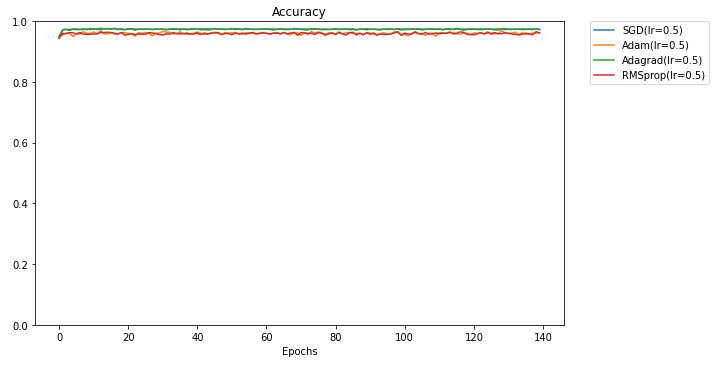 Accuracy
1.0
0.8
0.6
0.4
0.2
0.0
0 20 40 60 80 100 120 140
Epochs
SGD(lr=0.5)
Adam(lr=0.5)
Adagrad(lr=0.5)
RMSprop(lr=0.5)